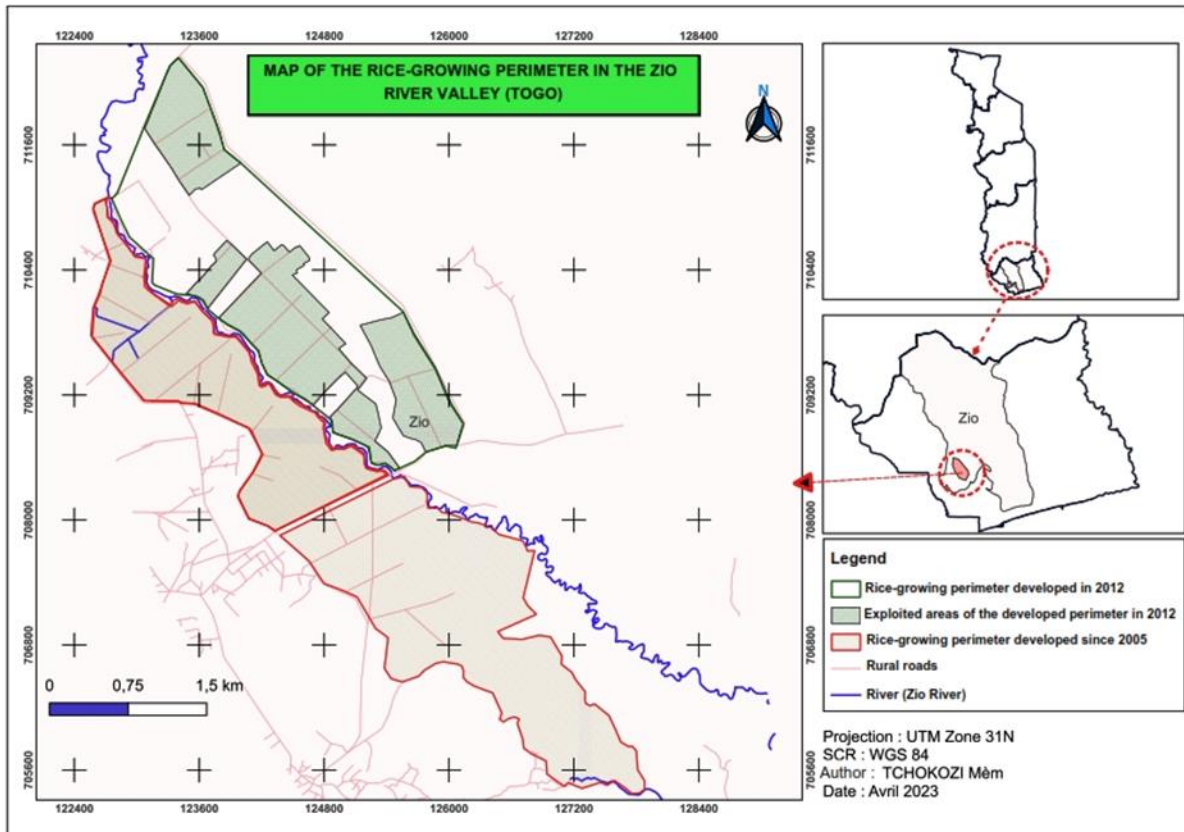 122400 123600 124800 126000 127200 128400
MAP OF THE RICE-GROWING PERIMETER IN THE ZIO
RIVER VALLEY (TOGO)
N
711600
711600
710400
710400
709200
709200
Zio
Zio
708000
708000
706800
706800
705600
705600
0 0,75 1,5 km
122400 123600 124800 126000 127200 128400
Legend
Rice-growing perimeter developed in 2012
Exploited areas of the developed perimeter in 2012
Rice-growing perimeter developed since 2005
Rural roads
River (Zio River)
Projection : UTM Zone 31N
SCR : WGS 84
Author : TCHOKOZI Mèm
Date : Avril 2023